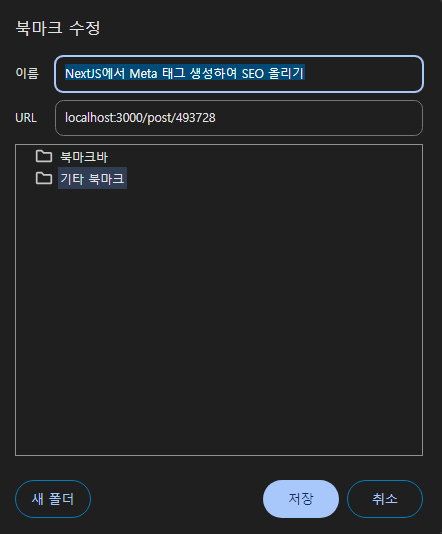 북마크 수정
이름 NextJS에서 Meta 태그 생성하여 SEO 올리기
URL localhost:3000/post/493728
북마크바
기타 북마크
새 폴더 저장 취소